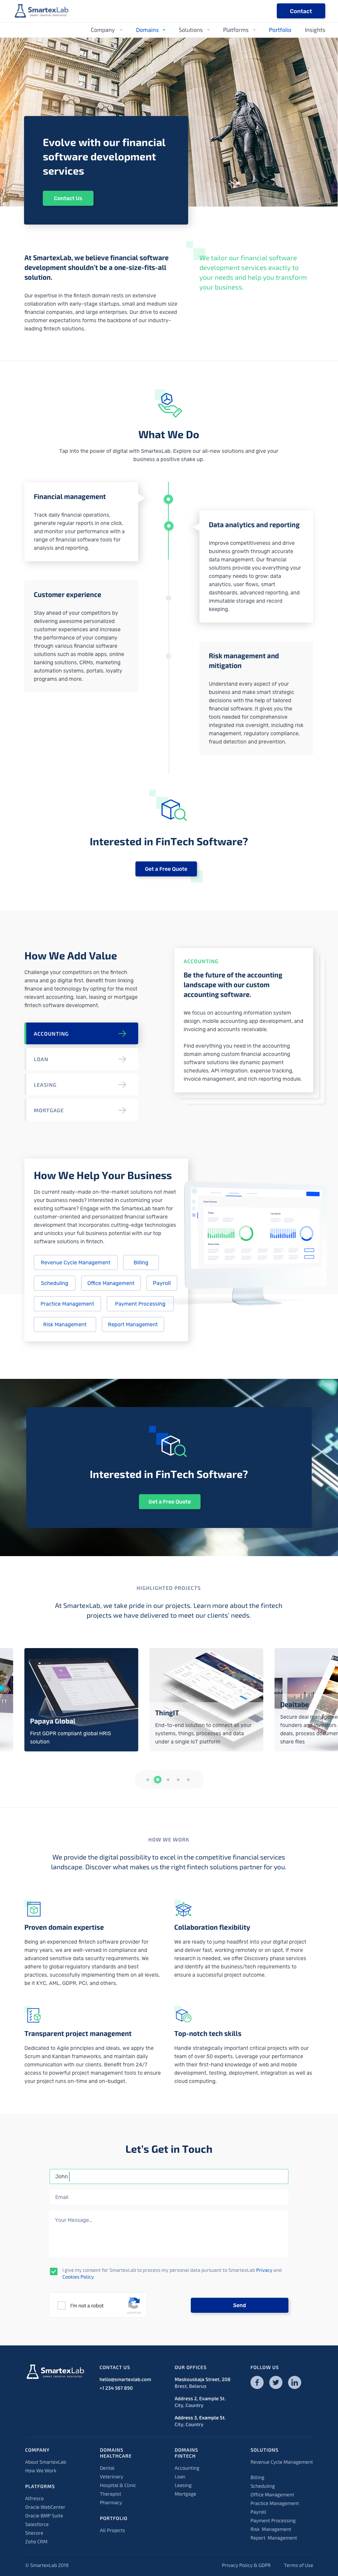 SmartexLab
SMART CREATIVE SOLUTIONS
Contact
Company
Domains
Solutions
Platforms
Portfolio
Insights
Evolve with our financial
software development
services
Contact Us
At SmartexLab, we believe financial software
development shouldn't be a one-size-fits-all
solution.
Our expertise in the fintech domain rests on extensive
collaboration with early-stage startups, small and medium size
financial companies, and large enterprises. Our drive to exceed
customer expectations forms the backbone of our industry-
leading fintech solutions.
We tailor our financial software
development services exactly to
your needs and help you transform
your business.
What We Do
Tap into the power of digital with SmartexLab. Explore our all-new solutions and give your
business a positive shake up.
Financial management
Track daily financial operations,
generate regular reports in one click,
and monitor your performance with a
range of financial software tools for
analysis and reporting.
Data analytics and reporting
Improve competitiveness and drive
business growth through accurate
data management. Our financial
solutions provide you everything your
company needs to grow: data
analytics, user flows, smart
dashboards, advanced reporting, and
immutable storage and record
keeping.
Customer experience
Stay ahead of your competitors by
delivering awesome personalized
customer experiences and increase
the performance of your company
through various financial software
solutions such as mobile apps, online
banking solutions, CRMs, marketing
automation systems, portals, loyalty
programs and more.
Risk management and
mitigation
Understand every aspect of your
business and make smart strategic
decisions with the help of tailored
financial software. It gives you the
tools needed for comprehensive
integrated risk oversight, including risk
management, regulatory compliance,
fraud detection and prevention.
Interested in FinTech Software?
Get a Free Quote
How We Add Value
Challenge your competitors on the fintech
arena and go digital first. Benefit from linking
finance and technology by opting for the most
relevant accounting, loan, leasing or mortgage
fintech software development.
ACCOUNTING
LOAN
LEASING
MORTGAGE
ACCOUNTING
Be the future of the accounting
landscape with our custom
accounting software.
We focus on accounting information system
design, mobile accounting app development, and
invoicing and accounts receivable.
Find everything you need in the accounting
domain among custom financial accounting
software solutions like dynamic payment
schedules, API integration, expense tracking,
invoice management, and rich reporting module.
How We Help Your Business
Do current ready-made on-the-market solutions not meet
your business needs? Interested in customizing your
existing software? We at the SmartexLab team for
customer-oriented and personalized financial software
development that incorporates cutting-edge technologies
and unlocks your full business potential with our top
software solutions in fintech.
Revenue Cycle Management
Billing
Scheduling
Office Management
Payroll
Practice Management
Payment Processing
Risk Management
Report Management
Interested in FinTech Software?
Get a Free Quote
HIGHLIGHTED PROJECTS
At SmartexLab, we take pride in our projects. Learn more about the fintech
projects we have delivered to meet our clients' needs.
Papaya Global
First GDPR compliant global HRIS
solution
ThingIT
End-to-end solution to connect all your
systems, things, processes and data
under a single IoT platform
Dealtabe
Secure deal
founders and
deals, process
share files
HOW WE WORK
We provide the digital possibility to excel in the competitive financial services
landscape. Discover what makes us the right fintech solutions partner for you.
Proven domain expertise
Being an experienced fintech software provider for
many years, we are well-versed in compliance and
advanced on sensitive data security requirements. We
adhere to data regulatory standards and best
practices, successfully implementing them on all levels,
be it KYC, AML, GDPR, PCI, and others.
Collaboration flexibility
We are ready to jump headfirst into your digital project
and deliver fast, working remotely or on spot. If more
research is needed, we offer Discovery phase services
and identify all the business/tech requirements to
ensure a successful project outcome.
Transparent project management
Dedicated to Agile principles and ideals, we apply the
Scrum and Kanban frameworks, and maintain daily
communication with our clients. Benefit from 24/7
access to powerful project management tools to ensure
your project runs on-time and on-budget.
Top-notch tech skills
Handle strategically important critical projects with our
team of over 50 experts. Leverage your performance
with their first-hand knowledge of web and mobile
development, testing, deployment, integration as well as
cloud computing.
Let's Get in Touch
John
Email
Your Message...
I give my consent for SmartexLab to process my personal data pursuant to SmartexLab Privacy and
Cookies Policy
I'm not a robot
Send
SmartexLab
SMART CREATIVE SOLUTIONS
CONTACT US
hello@smartexlab.com
+1 234 567 890
OUR OFFICES
Maskouskaja Street, 208
Brest, Belarus
Address 2, Example St.
City, Country
Address 3, Example St.
City, Country
FOLLOW US
COMPANY
About SmartexLab
How We Work
PLATFORMS
Alfresco
Oracle WebCenter
Oracle BMP Suite
Salesforce
Sitecore
Zoho CRM
DOMAINS
HEALTHCARE
Dental
Veterinary
Hospital & Clinic
Therapist
Pharmacy
PORTFOLIO
All Projects
DOMAINS
FINTECH
Accounting
Loan
Leasing
Mortgage
SOLUTIONS
Revenue Cycle Management
Billing
Scheduling
Office Management
Practice Management
Payroll
Payment Processing
Risk Management
Report Management
© SmartexLab 2019
Privacy Policy & GDPR
Terms of Use